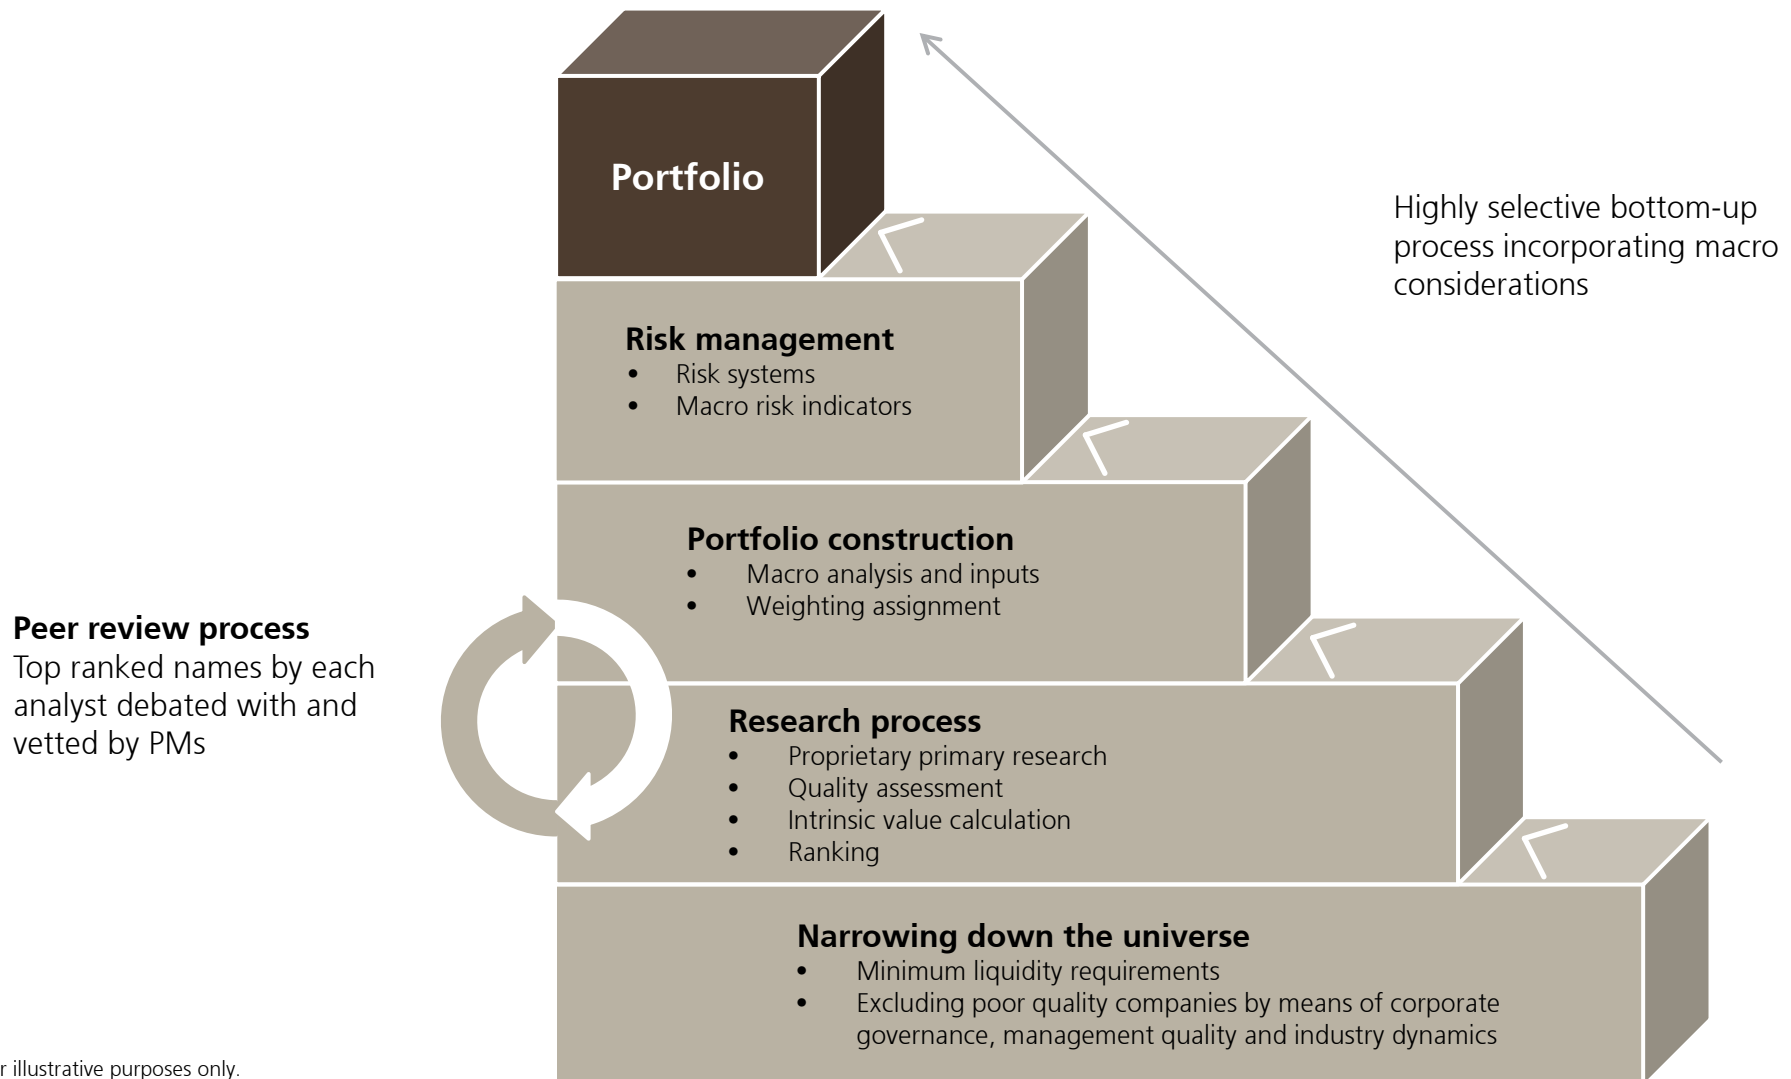 Portfolio
Highly selective bottom-up
process incorporating macro
considerations
Risk management
• Risk systems
• Macro risk indicators
Portfolio construction
• Macro analysis and inputs
• Weighting assignment
Peer review process
Top ranked names by each
analyst debated with and
vetted by PMs
Research process
• Proprietary primary research
• Quality assessment
• Intrinsic value calculation
• Ranking
Narrowing down the universe
• Minimum liquidity requirements
• Excluding poor quality companies by means of corporate
governance, management quality and industry dynamics
r illustrative purposes only.